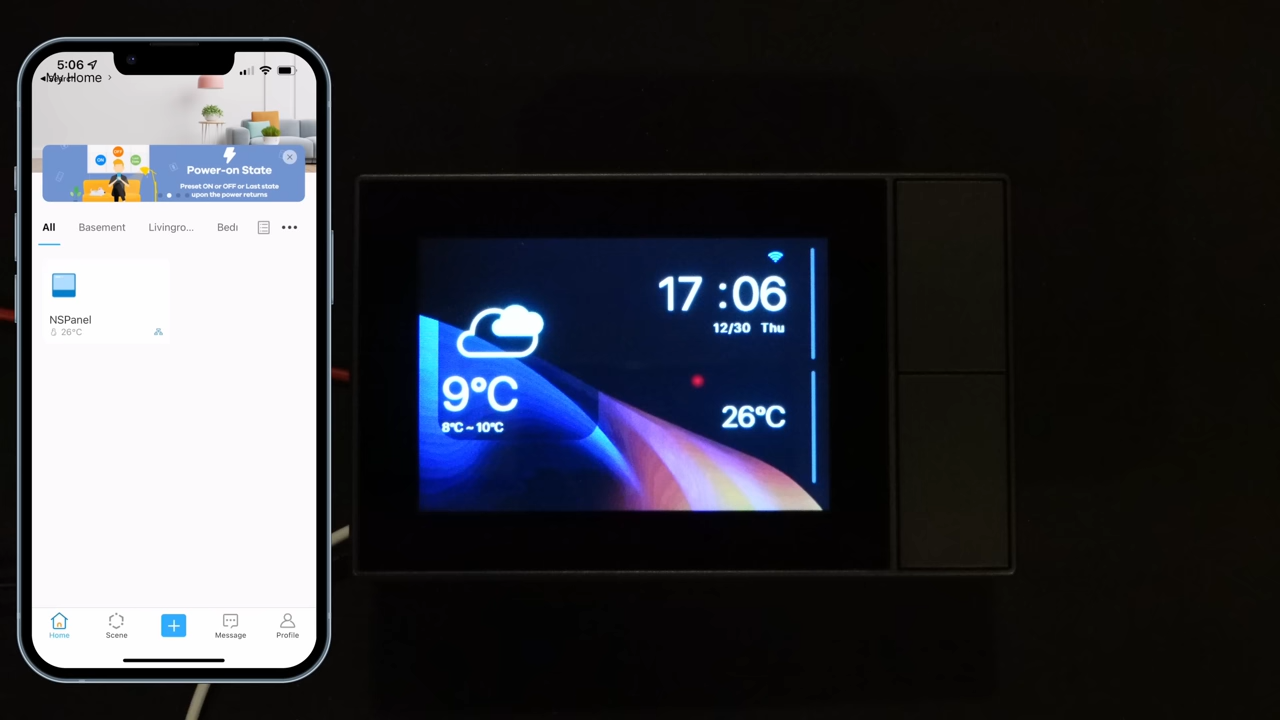 5:06
My Home
Power-on State
Preset ON or OFF or Last state
upon the power returns
All Basement Livingro... Bedr
NSPanel
26°C
Home Scene Message Profile
17 :06
12/30 Thu
9°C
8°C ~ 10°C
26°C